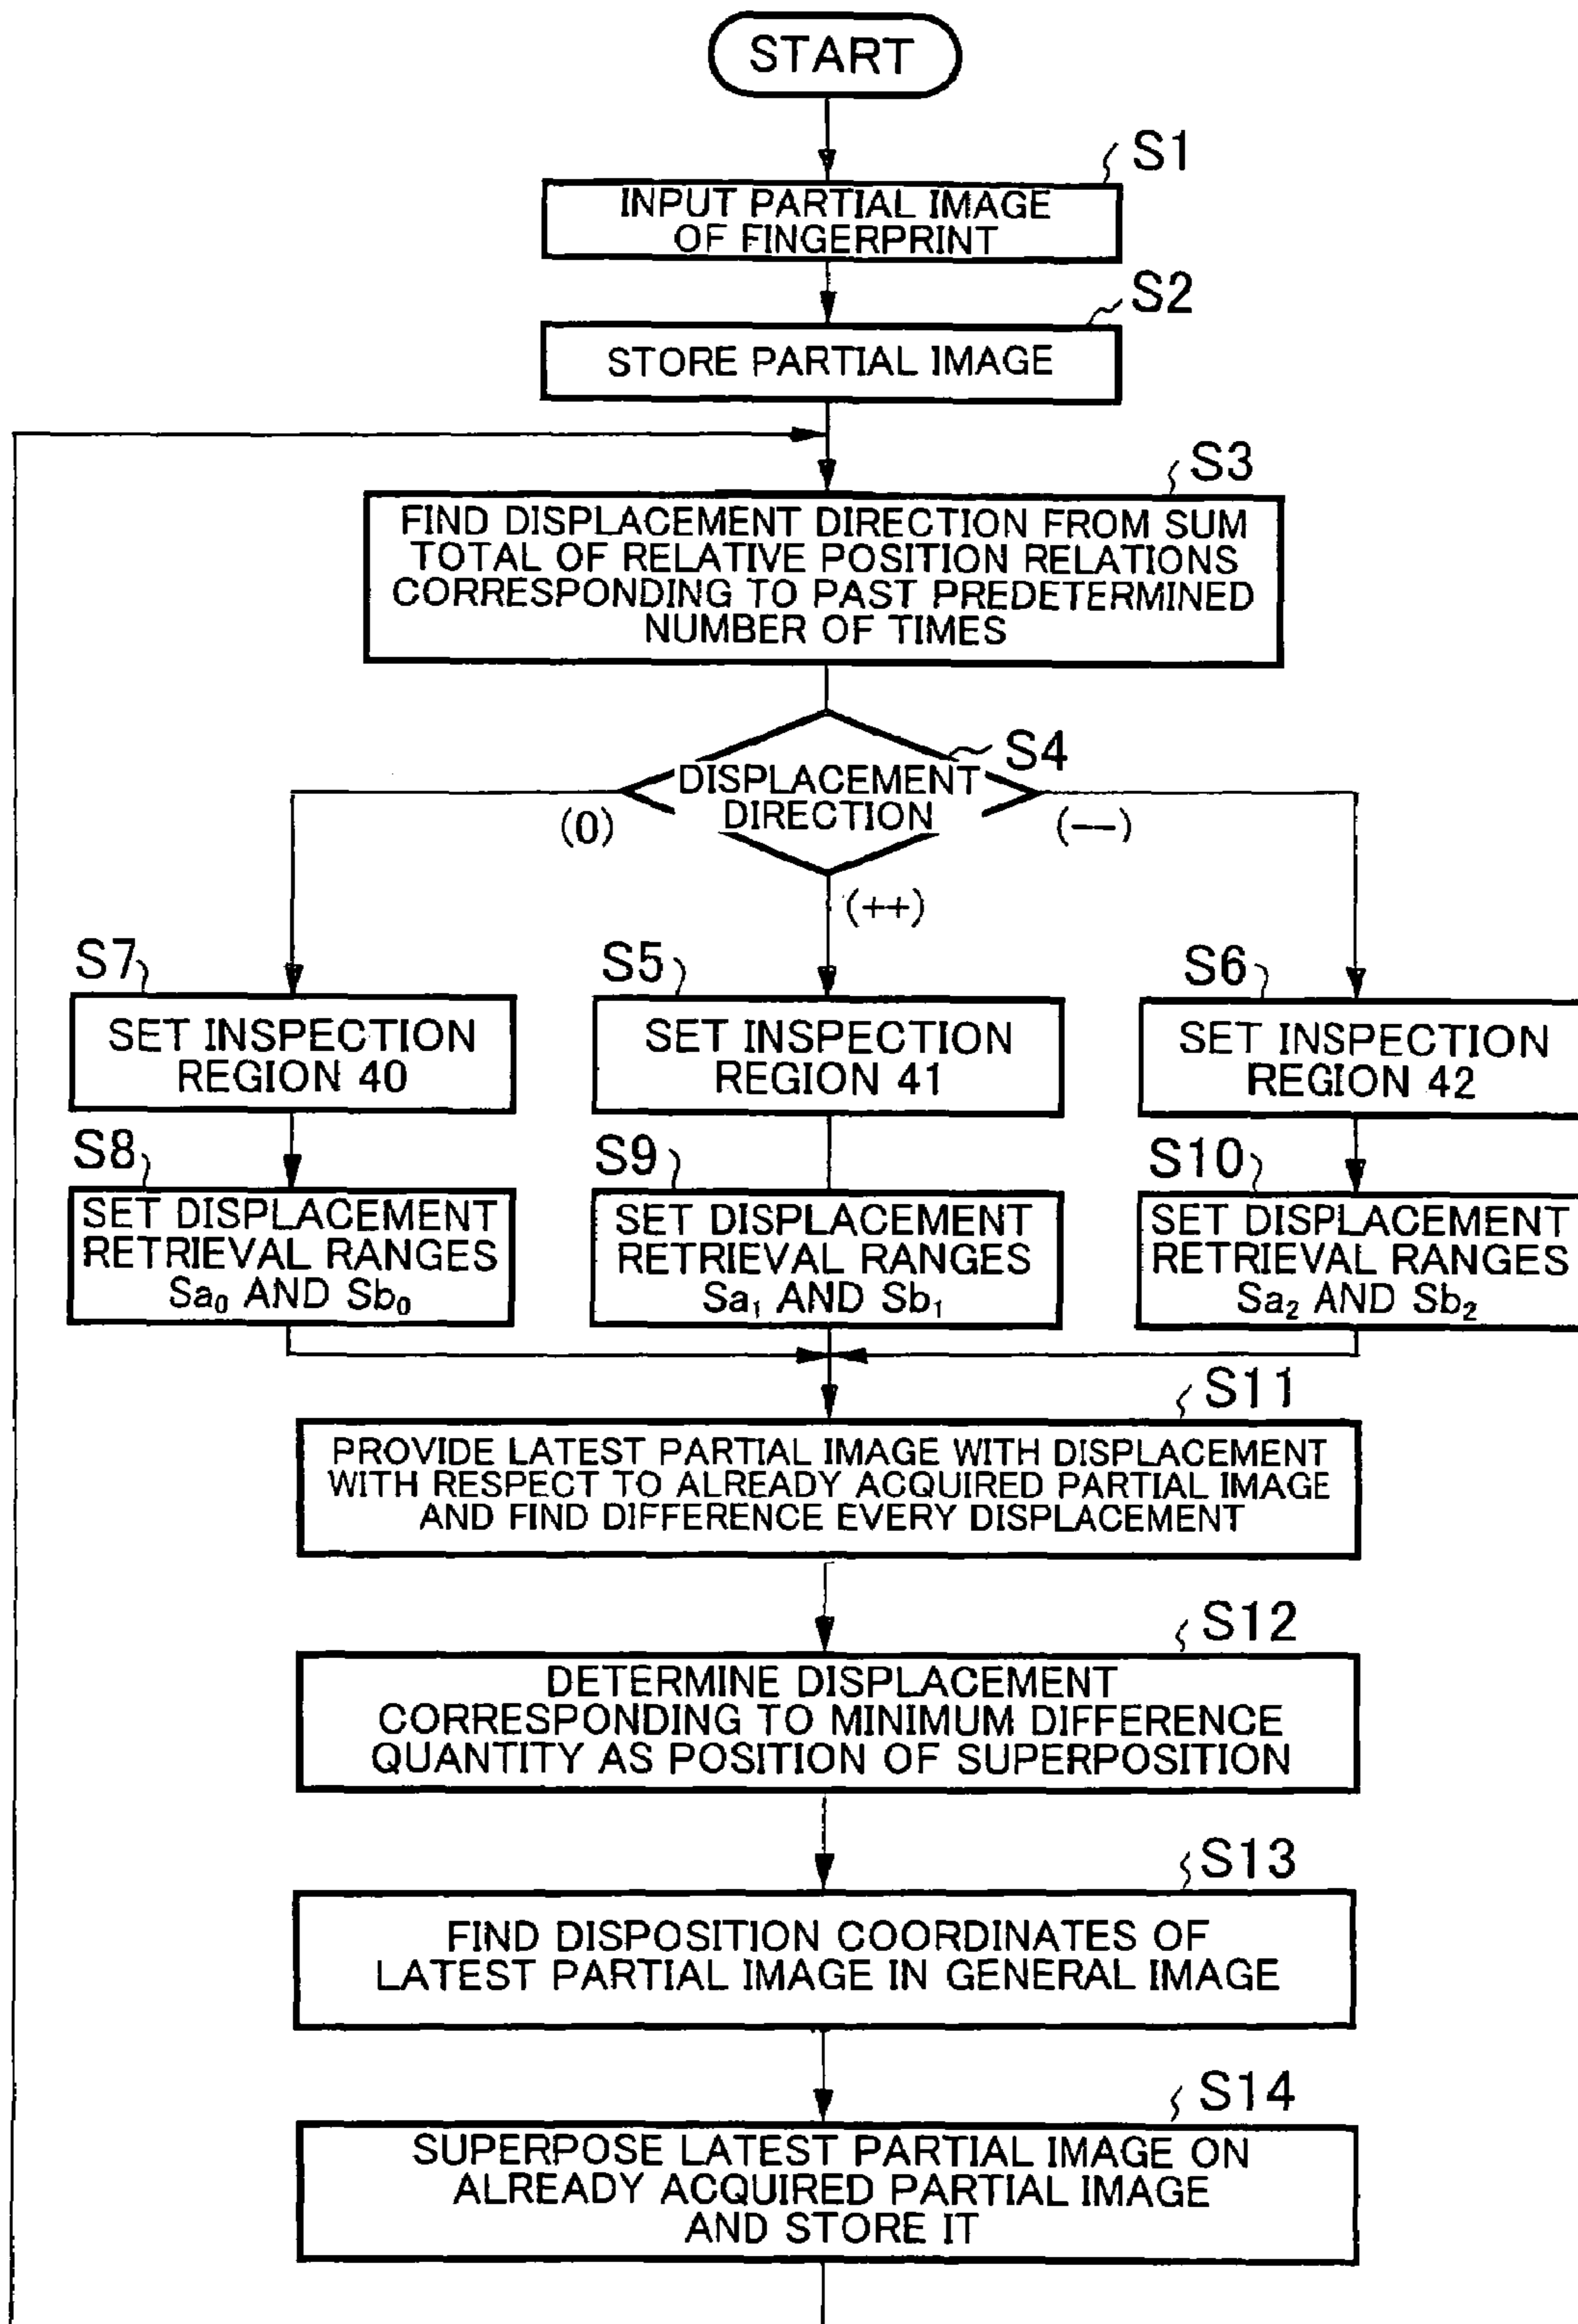 START
S1
INPUT PARTIAL IMAGE
OF FINGERPRINT
S2
STORE PARTIAL IMAGE
S3
FIND DISPLACEMENT DIRECTION FROM SUM
TOTAL OF RELATIVE POSITION RELATIONS
CORRESPONDING TO PAST PREDETERMINED
NUMBER OF TIMES
S4
DISPLACEMENT
DIRECTION
(0)
(--)
(++)
S7
SET INSPECTION
REGION 40
S5
SET INSPECTION
REGION 41
S6
SET INSPECTION
REGION 42
S8
SET DISPLACEMENT
RETRIEVAL RANGES
Sa₀ AND Sb₀
S9
SET DISPLACEMENT
RETRIEVAL RANGES
Sa₁ AND Sb₁
S10
SET DISPLACEMENT
RETRIEVAL RANGES
Sa₂ AND Sb₂
S11
PROVIDE LATEST PARTIAL IMAGE WITH DISPLACEMENT
WITH RESPECT TO ALREADY ACQUIRED PARTIAL IMAGE
AND FIND DIFFERENCE EVERY DISPLACEMENT
S12
DETERMINE DISPLACEMENT
CORRESPONDING TO MINIMUM DIFFERENCE
QUANTITY AS POSITION OF SUPERPOSITION
S13
FIND DISPOSITION COORDINATES OF
LATEST PARTIAL IMAGE IN GENERAL IMAGE
S14
SUPERPOSE LATEST PARTIAL IMAGE ON
ALREADY ACQUIRED PARTIAL IMAGE
AND STORE IT